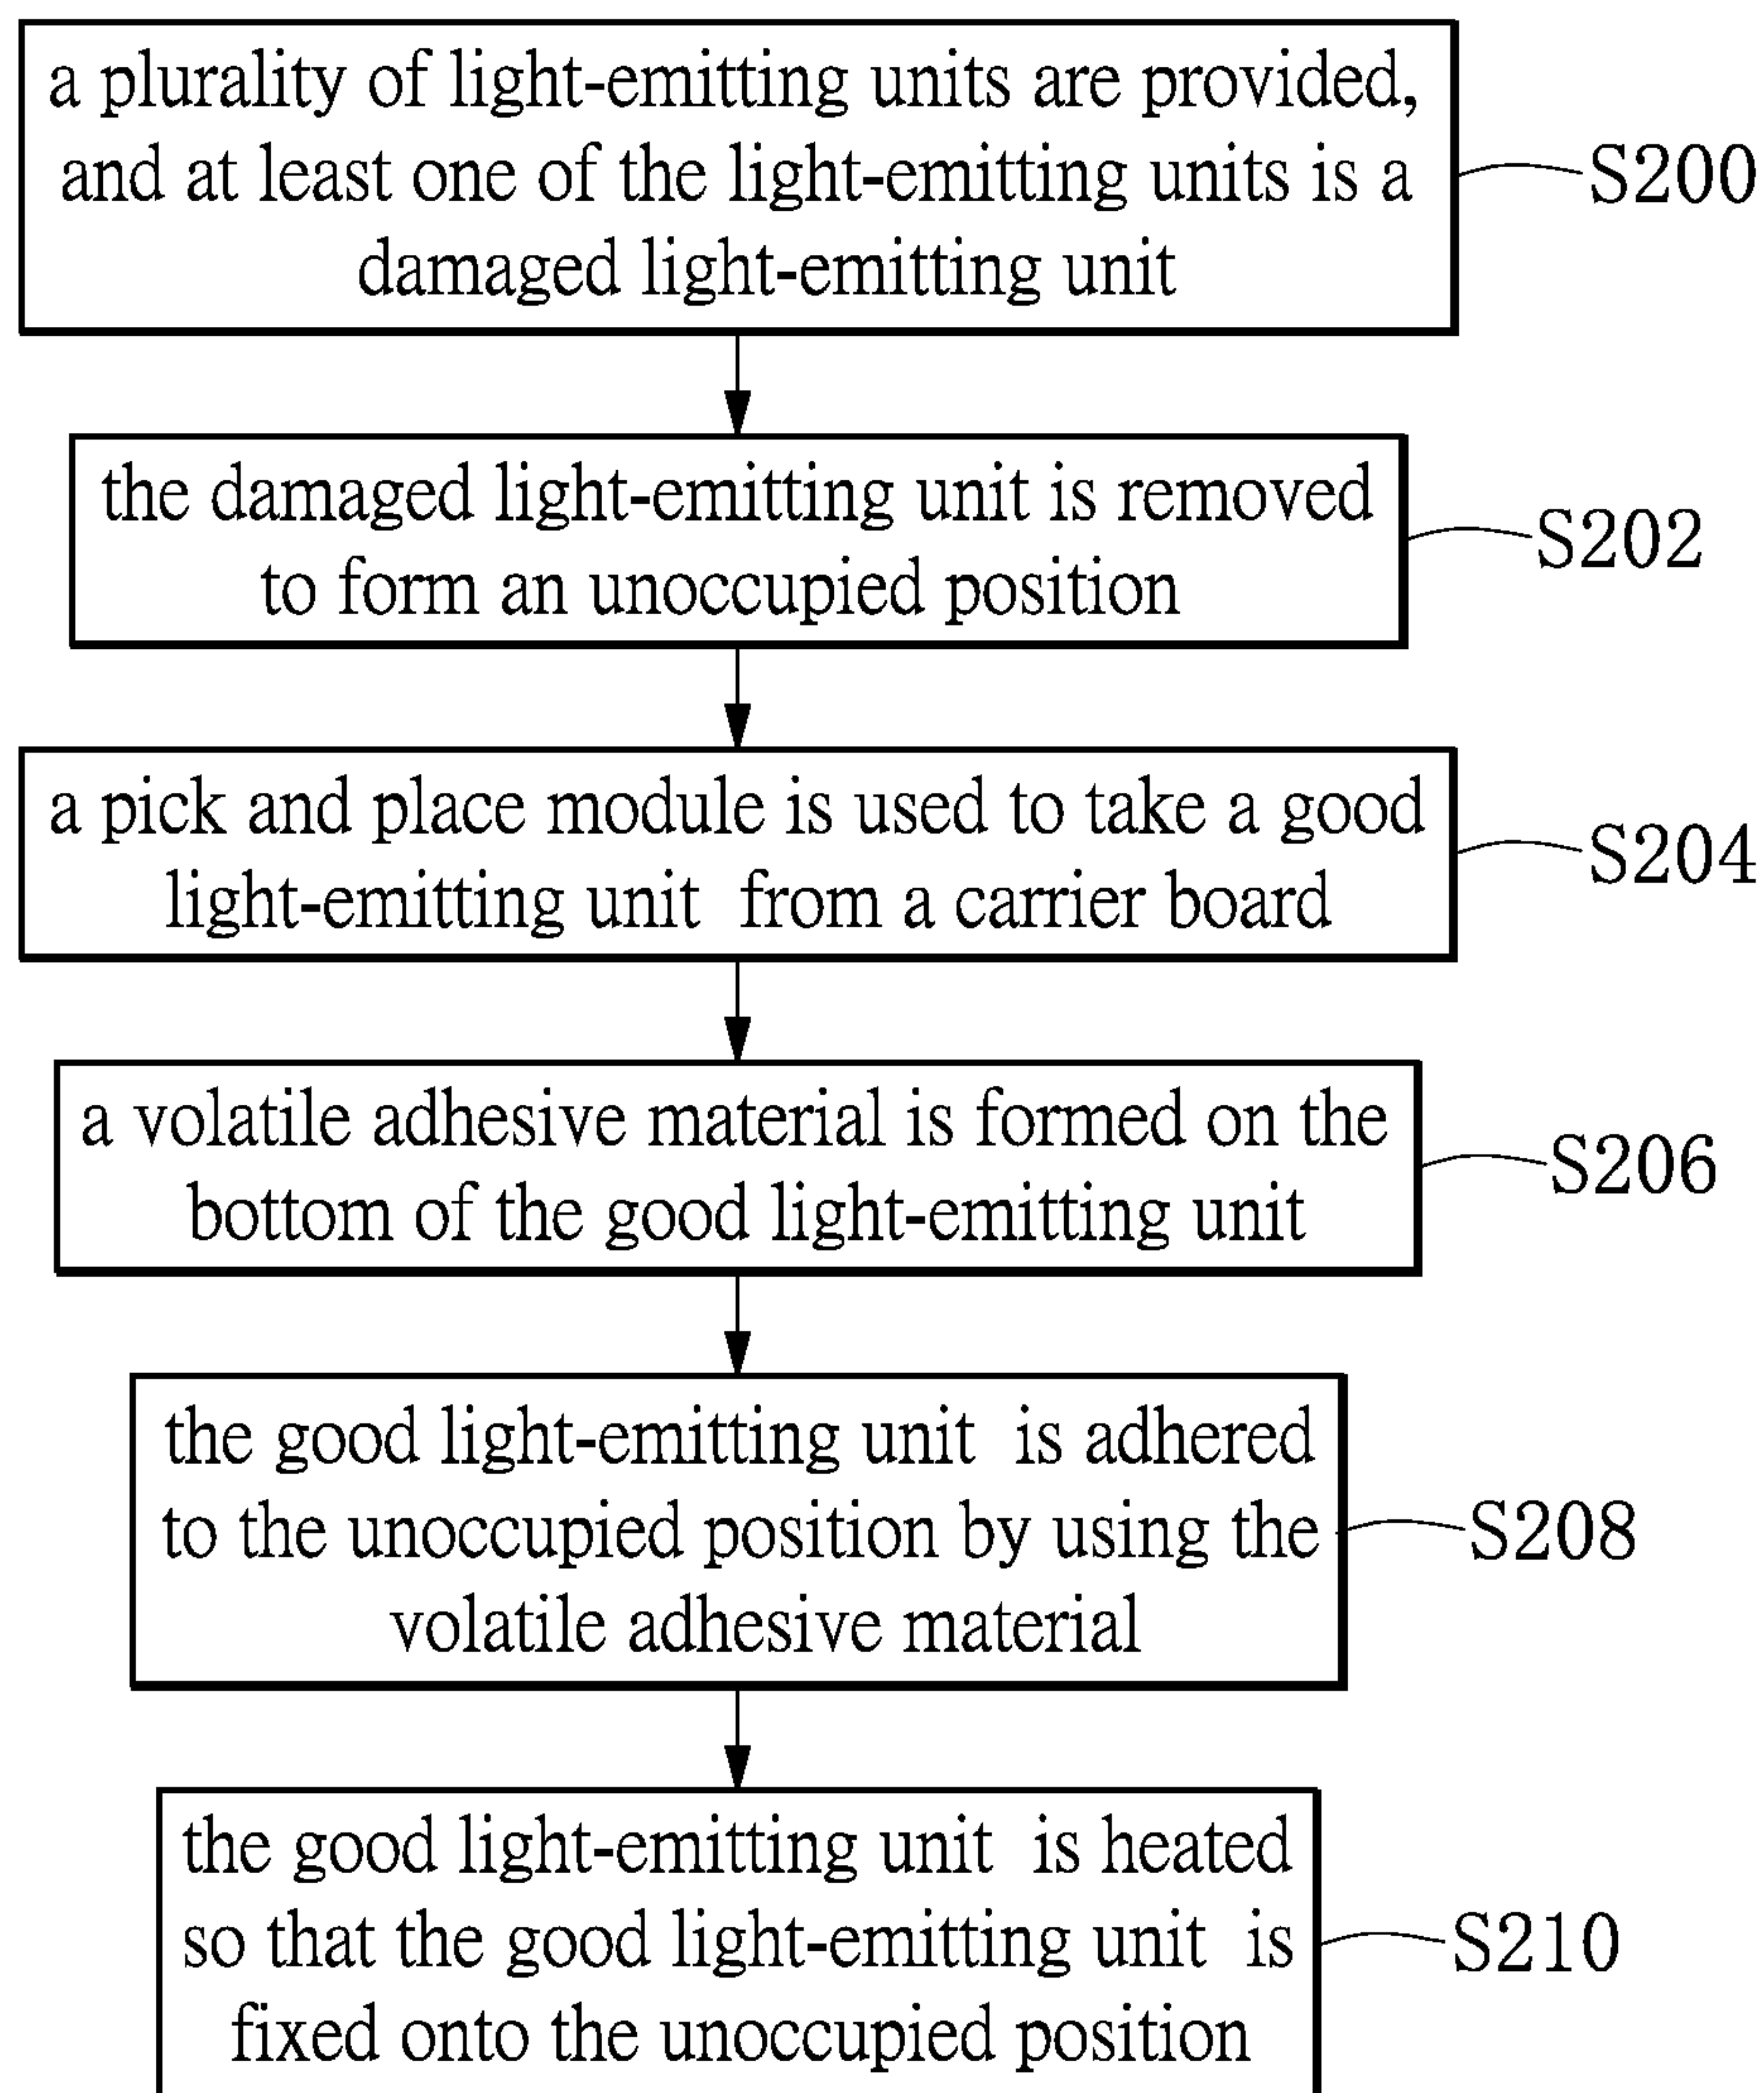 a plurality of light-emitting units are provided,
and at least one of the light-emitting units is a
damaged light-emitting unit
S200
the damaged light-emitting unit is removed
to form an unoccupied position
S202
a pick and place module is used to take a good
light-emitting unit from a carrier board
S204
a volatile adhesive material is formed on the
bottom of the good light-emitting unit
S206
the good light-emitting unit is adhered
to the unoccupied position by using the
volatile adhesive material
S208
the good light-emitting unit is heated
so that the good light-emitting unit is
fixed onto the unoccupied position
S210